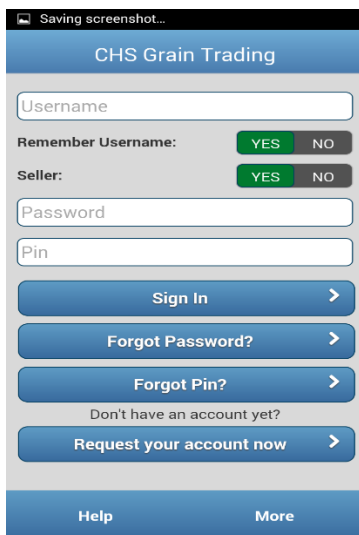 Saving screenshot...
CHS Grain Trading
Username
Remember Username: YES NO
Seller: YES NO
Password
Pin
Sign In
Forgot Password?
Forgot Pin?
Don't have an account yet?
Request your account now
Help More